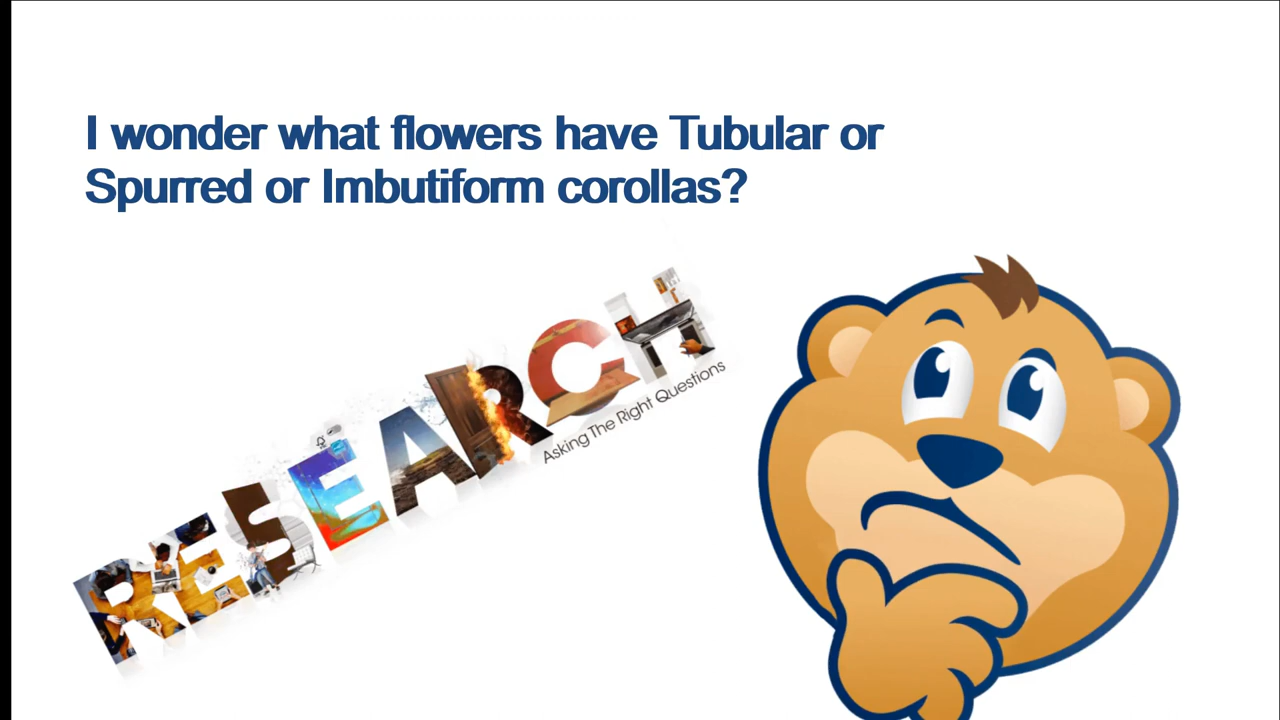 I wonder what flowers have Tubular or
Spurred or Imbutiform corollas?
RESEARCH
Asking The Right Questions